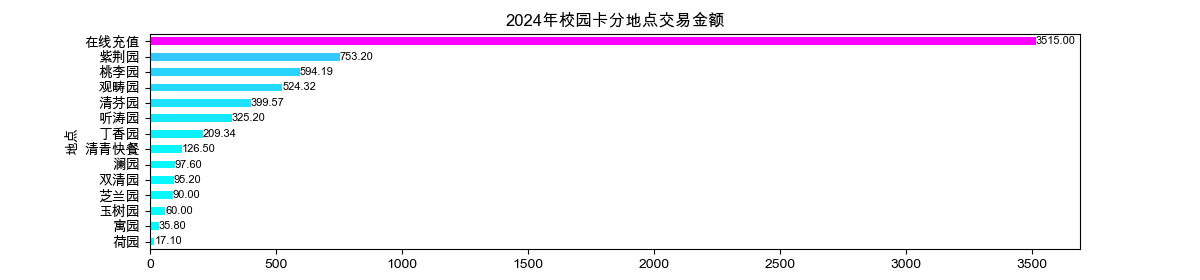 2024年校园卡分地点交易金额
地点
在线充值 3515.00
紫荆园 753.20
桃李园 594.19
观畴园 524.32
清芬园 399.57
听涛园 325.20
丁香园 209.34
清青快餐 126.50
澜园 97.60
双清园 95.20
芝兰园 90.00
玉树园 60.00
寓园 35.80
荷园 17.10
0 500 1000 1500 2000 2500 3000 3500